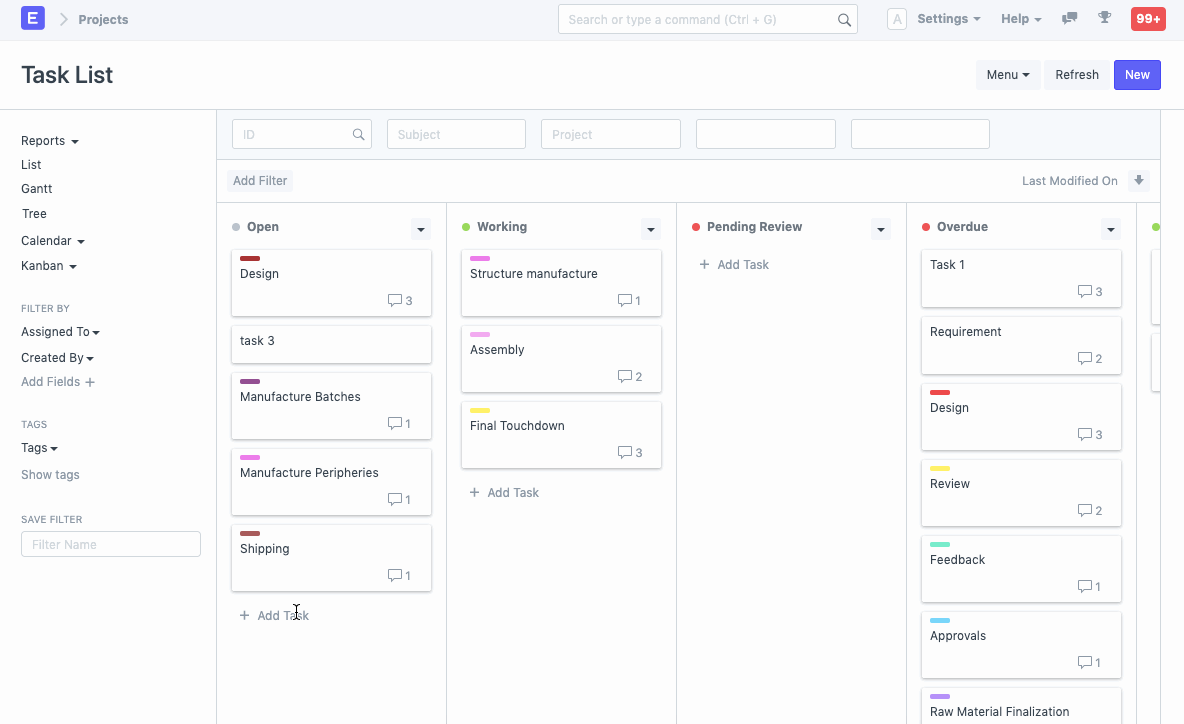 E
Projects
Search or type a command (Ctrl + G)
A
Settings
Help
99+
Task List
Menu
Refresh
New
Reports
List
Gantt
Tree
Calendar
Kanban
FILTER BY
Assigned To
Created By
Add Fields +
TAGS
Tags
Show tags
SAVE FILTER
Filter Name
ID
Subject
Project
Add Filter
Last Modified On
Open
Design
3
task 3
Manufacture Batches
1
Manufacture Peripheries
1
Shipping
1
+ Add Task
Working
Structure manufacture
1
Assembly
2
Final Touchdown
3
+ Add Task
Pending Review
+ Add Task
Overdue
Task 1
3
Requirement
2
Design
3
Review
2
Feedback
1
Approvals
1
Raw Material Finalization